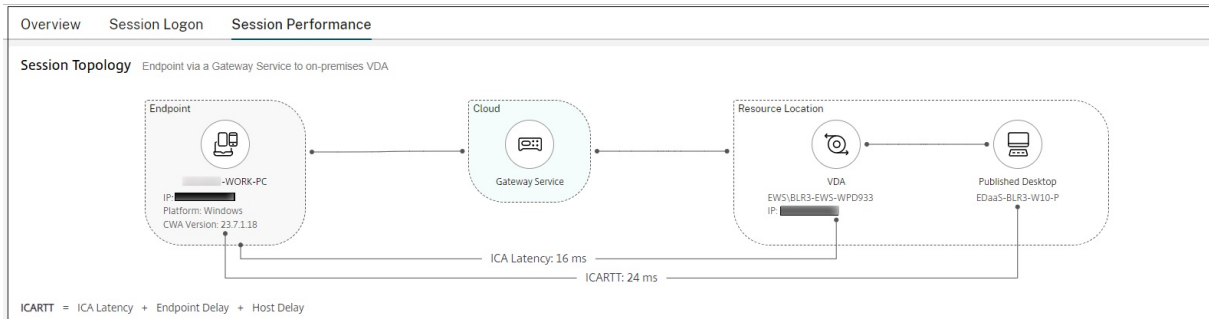 Overview Session Logon Session Performance
Session Topology Endpoint via a Gateway Service to on-premises VDA
Endpoint
Cloud
Resource Location
-WORK-PC
Gateway Service
VDA
Published Desktop
IP:
EWS\BLR3-EWS-WPD933
EDaaS-BLR3-W10-P
Platform: Windows
IP:
CWA Version: 23.7.1.18
ICA Latency: 16 ms
ICARTT: 24 ms
ICARTT = ICA Latency + Endpoint Delay + Host Delay